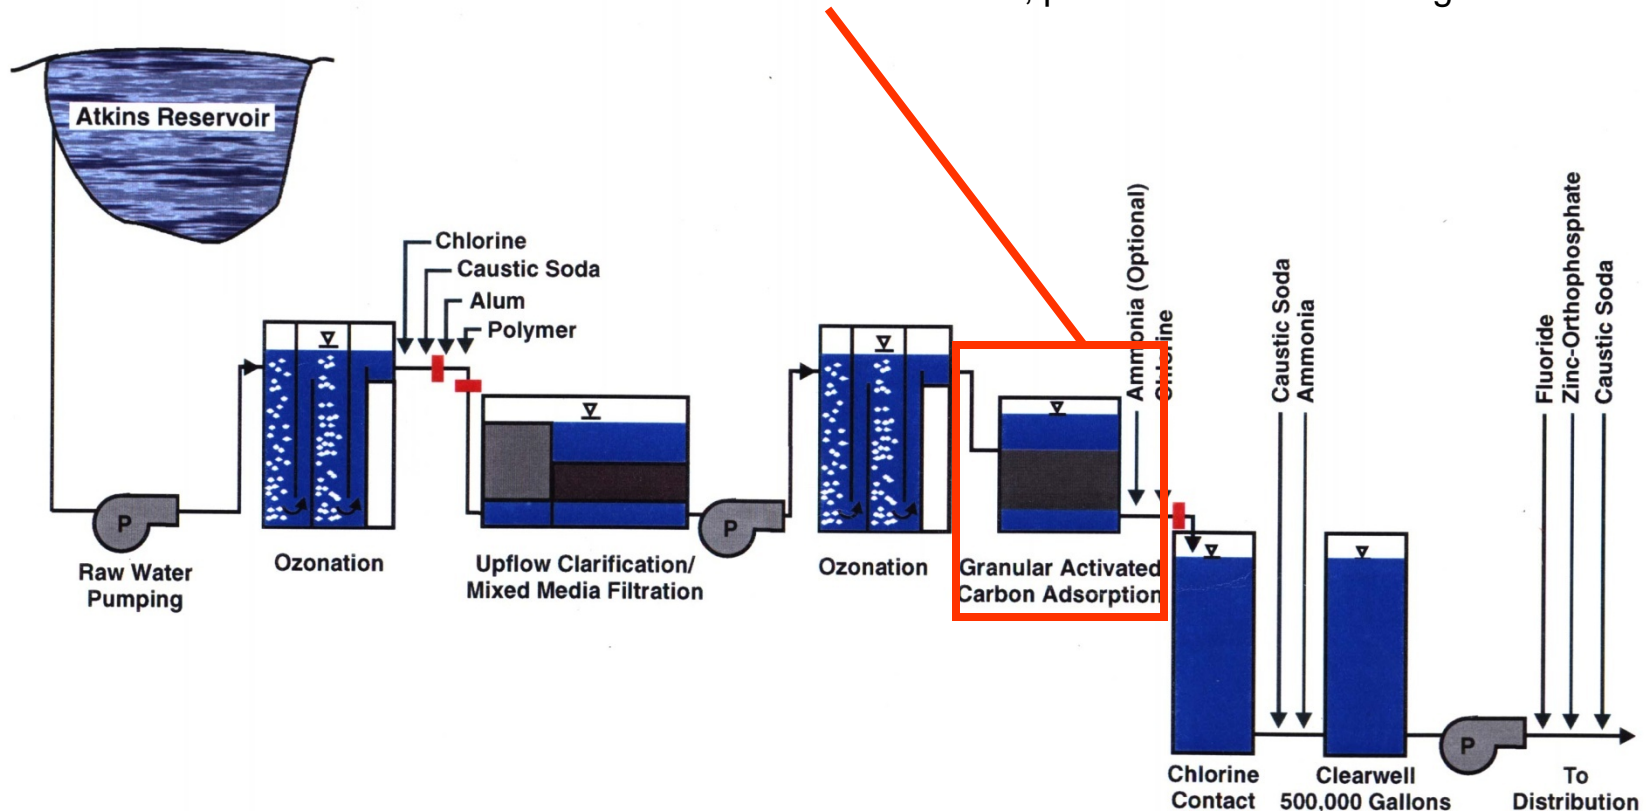 Atkins Reservoir
Chlorine
Caustic Soda
Alum
Polymer
P
Raw Water
Pumping
Ozonation
Upflow Clarification/
Mixed Media Filtration
P
Ozonation
Granular Activated
Carbon Adsorption
Ammonia (Optional)
Chlorine
Chlorine
Contact
Caustic Soda
Ammonia
Clearwell
500,000 Gallons
P
Fluoride
Zinc-Orthophosphate
Caustic Soda
To
Distribution